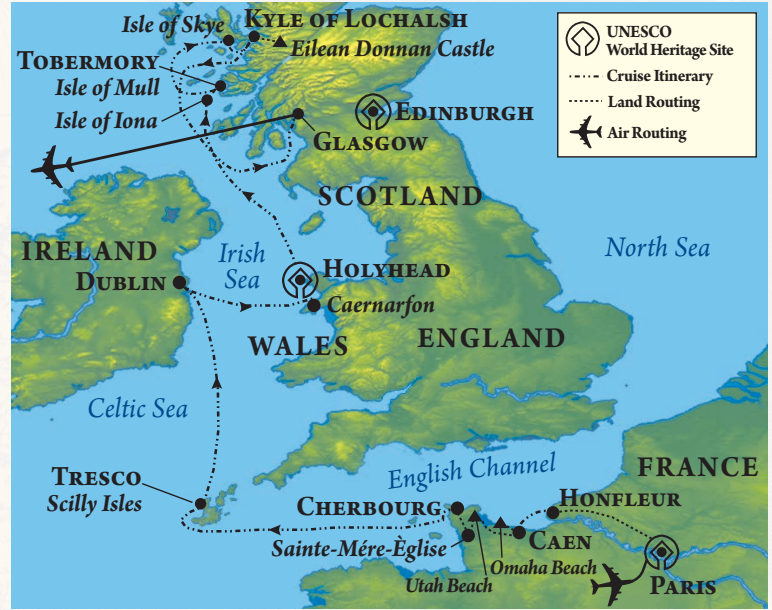 Isle of Skye
KYLE OF LOCHALSH
Eilean Donnan Castle
TOBERMORY
Isle of Mull
Isle of Iona
EDINBURGH
GLASGOW
UNESCO
World Heritage Site
Cruise Itinerary
Land Routing
Air Routing
SCOTLAND
North Sea
IRELAND
DUBLIN
Irish
Sea
HOLYHEAD
Caernarfon
WALES
ENGLAND
Celtic Sea
TRESCO
Scilly Isles
English Channel
FRANCE
CHERBOURG
HONFLEUR
Sainte-Mére-Èglise
CAEN
Utah Beach
Omaha Beach
PARIS